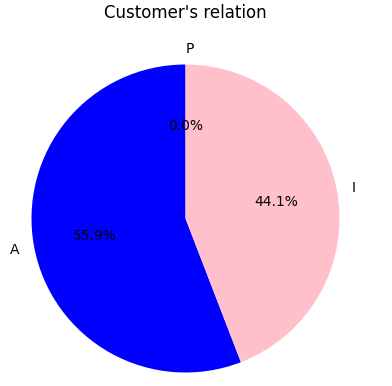 Customer's relation
P
0.0%
I
44.1%
55.9%
A